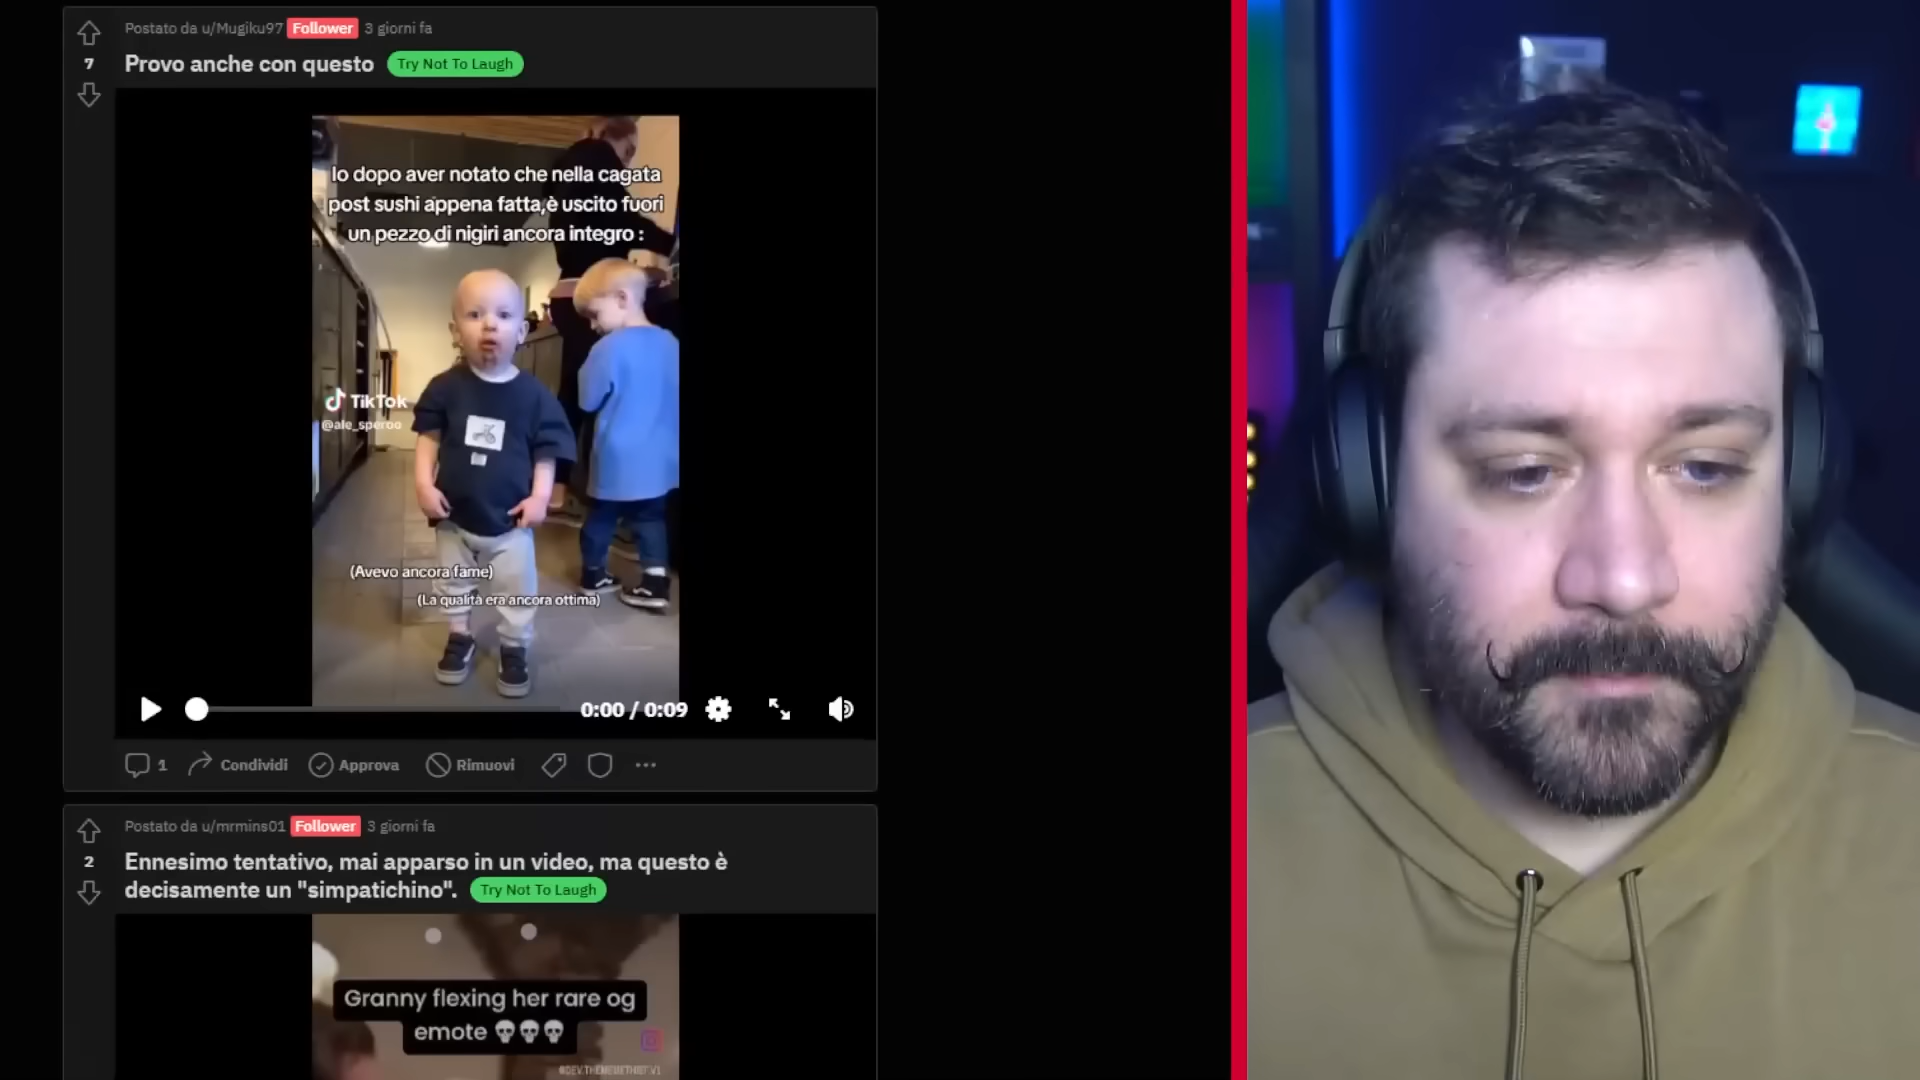 Postato da u/Mugiku97 Follower 3 giorni fa
7
Provo anche con questo Try Not To Laugh
Io dopo aver notato che nella cagata
post sushi appena fatta,è uscito fuori
un pezzo di nigiri ancora integro :
TikTok
@ale_speroo
(Avevo ancora fame)
(La qualità era ancora ottima)
0:00 / 0:09
1 Condividi Approva Rimuovi
Postato da u/mrmins01 Follower 3 giorni fa
2
Ennesimo tentativo, mai apparso in un video, ma questo è
decisamente un "simpatichino". Try Not To Laugh
Granny flexing her rare og
emote 💀💀💀